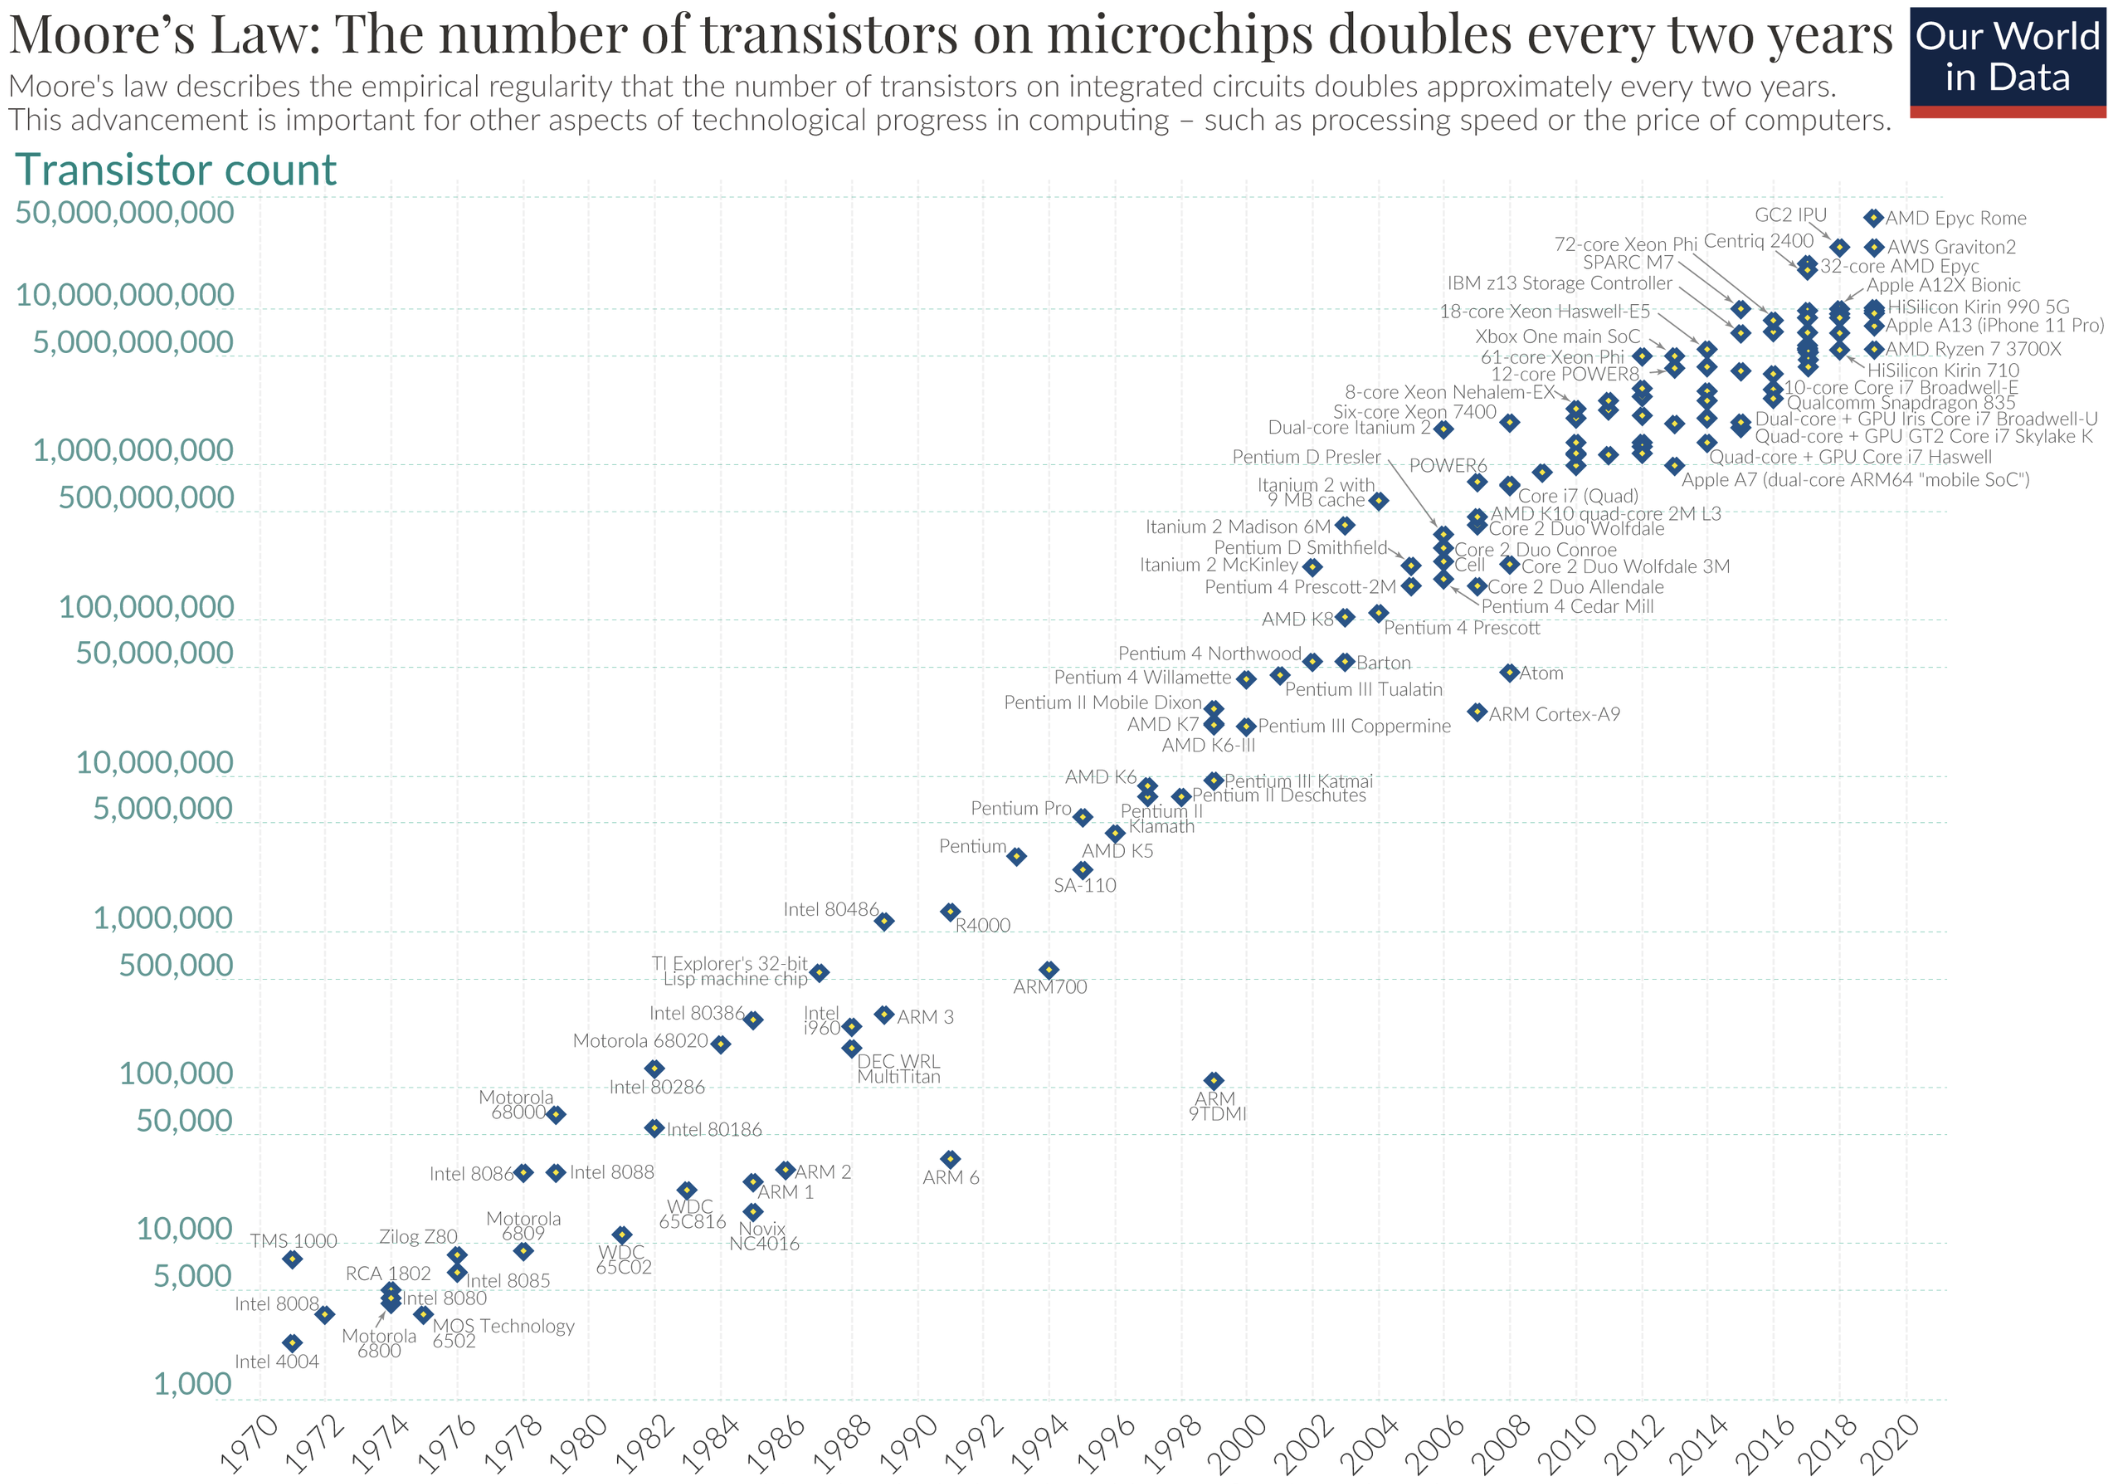 Moore's Law: The number of transistors on microchips doubles every two years
Our World
in Data
Moore's law describes the empirical regularity that the number of transistors on integrated circuits doubles approximately every two years.
This advancement is important for other aspects of technological progress in computing – such as processing speed or the price of computers.
Transistor count
50,000,000,000
10,000,000,000
5,000,000,000
1,000,000,000
500,000,000
100,000,000
50,000,000
10,000,000
5,000,000
1,000,000
500,000
100,000
50,000
10,000
5,000
1,000
GC2 IPU
AMD Epyc Rome
72-core Xeon Phi
Centriq 2400
AWS Graviton2
SPARC M7
32-core AMD Epyc
IBM z13 Storage Controller
Apple A12X Bionic
18-core Xeon Haswell-E5
HiSilicon Kirin 990 5G
Apple A13 (iPhone 11 Pro)
Xbox One main SoC
61-core Xeon Phi
AMD Ryzen 7 3700X
12-core POWER8
HiSilicon Kirin 710
8-core Xeon Nehalem-EX
10-core Core i7 Broadwell-E
Six-core Xeon 7400
Qualcomm Snapdragon 835
Dual-core Itanium 2
Dual-core + GPU Iris Core i7 Broadwell-U
Quad-core + GPU GT2 Core i7 Skylake K
Pentium D Presler
POWER6
Quad-core + GPU Core i7 Haswell
Itanium 2 with
9 MB cache
Apple A7 (dual-core ARM64 "mobile SoC")
Core i7 (Quad)
AMD K10 quad-core 2M L3
Itanium 2 Madison 6M
Core 2 Duo Wolfdale
Pentium D Smithfield
Core 2 Duo Conroe
Itanium 2 McKinley
Cell
Core 2 Duo Wolfdale 3M
Pentium 4 Prescott-2M
Core 2 Duo Allendale
Pentium 4 Cedar Mill
AMD K8
Pentium 4 Prescott
Pentium 4 Northwood
Barton
Pentium 4 Willamette
Atom
Pentium III Tualatin
Pentium II Mobile Dixon
ARM Cortex-A9
AMD K7
Pentium III Coppermine
AMD K6-III
AMD K6
Pentium III Katmai
Pentium II Deschutes
Pentium Pro
Pentium II
Klamath
Pentium
AMD K5
SA-110
Intel 80486
R4000
TI Explorer's 32-bit
Lisp machine chip
ARM700
Intel 80386
Intel
i960
ARM 3
Motorola 68020
DEC WRL
MultiTitan
Intel 80286
ARM
9TDMI
Motorola
68000
Intel 80186
Intel 8086
Intel 8088
ARM 2
ARM 6
ARM 1
WDC
65C816
Novix
NC4016
Motorola
6809
TMS 1000
Zilog Z80
WDC
65C02
RCA 1802
Intel 8085
Intel 8008
Intel 8080
Motorola
6800
MOS Technology
6502
Intel 4004
1970
1972
1974
1976
1978
1980
1982
1984
1986
1988
1990
1992
1994
1996
1998
2000
2002
2004
2006
2008
2010
2012
2014
2016
2018
2020